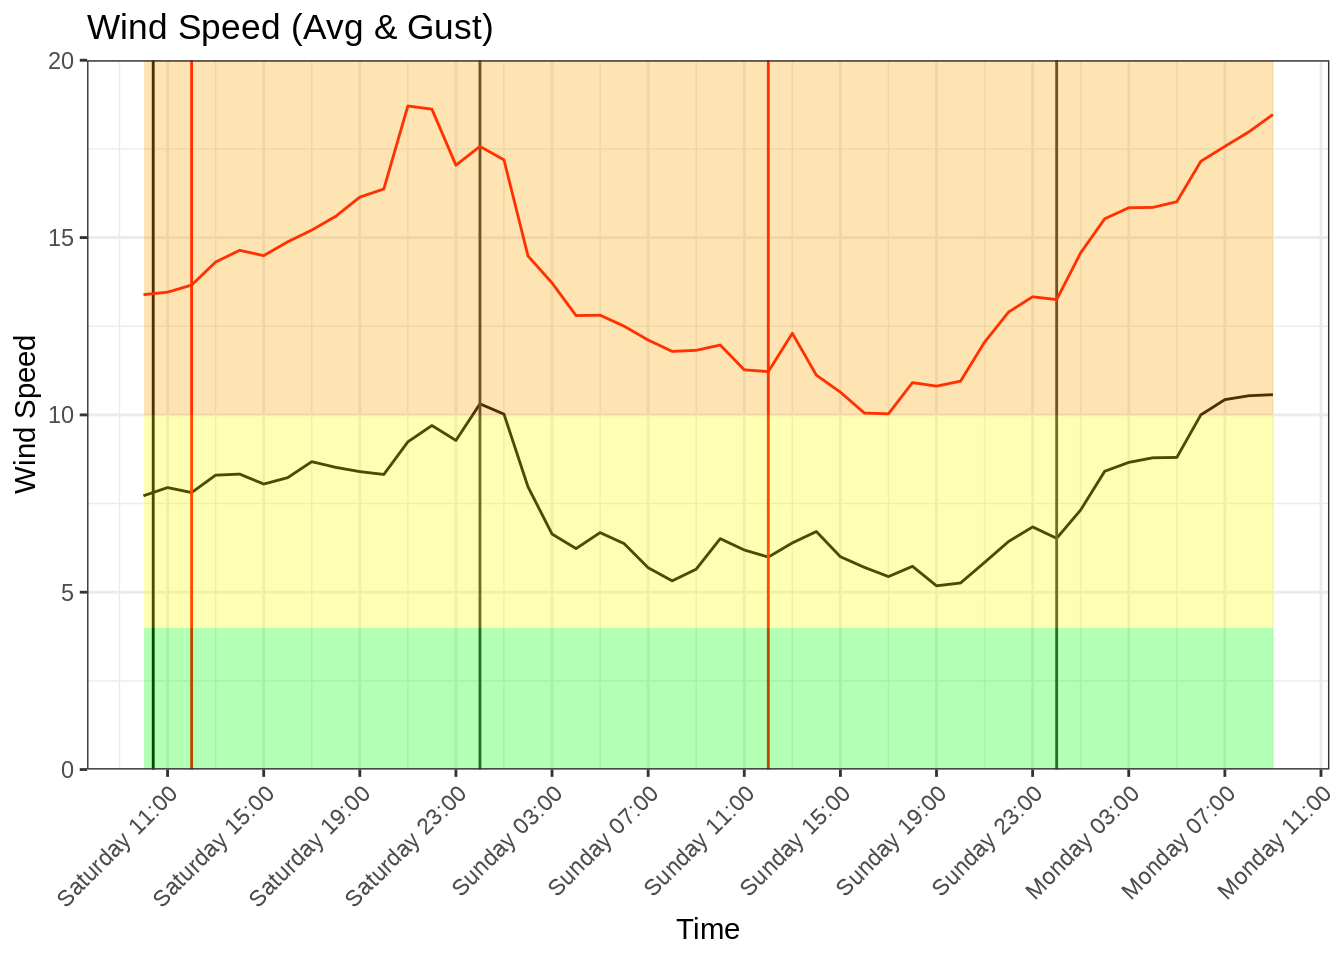 Wind Speed (Avg & Gust)
20
15
10
5
0
Wind Speed
Saturday 11:00
Saturday 15:00
Saturday 19:00
Saturday 23:00
Sunday 03:00
Sunday 07:00
Sunday 11:00
Sunday 15:00
Sunday 19:00
Sunday 23:00
Monday 03:00
Monday 07:00
Monday 11:00
Time